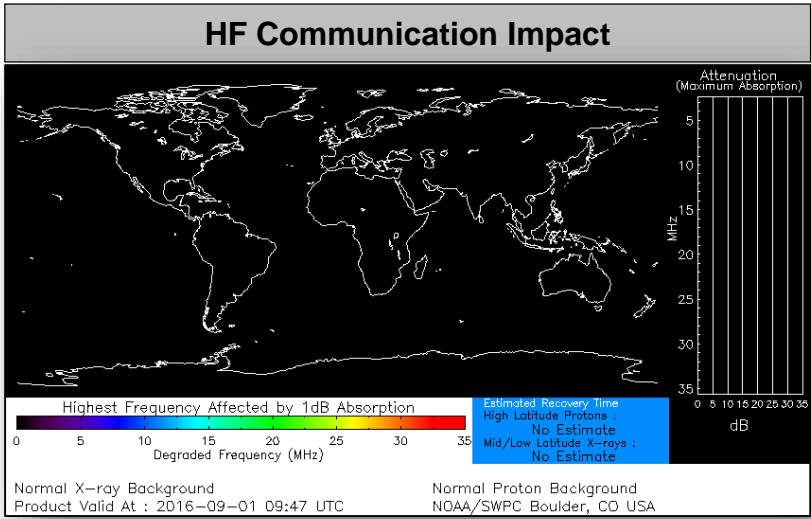 HF Communication Impact
Attenuation
(Maximum Absorption)
5
10
15
20
25
30
35
MHz
0 5 10 15 20 25 30 35
dB
Highest Frequency Affected by 1dB Absorption
0 5 10 15 20 25 30 35
Degraded Frequency (MHz)
Estimated Recovery Time
High Latitude Protons :
No Estimate
Mid/Low Latitude X-rays :
No Estimate
Normal X-ray Background
Normal Proton Background
Product Valid At : 2016-09-01 09:47 UTC
NOAA/SWPC Boulder, CO USA